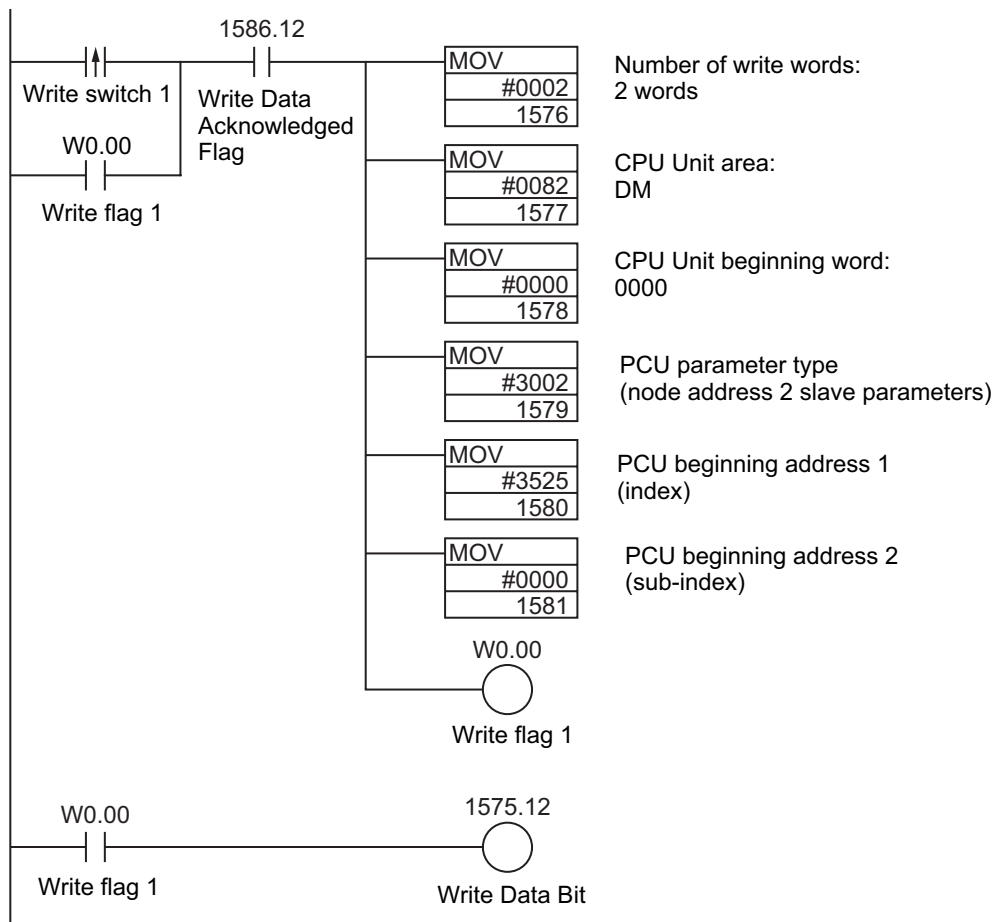 1586.12
Write switch 1
Write Data
Acknowledged
Flag
W0.00
Write flag 1
MOV
#0002
1576
Number of write words:
2 words
MOV
#0082
1577
CPU Unit area:
DM
MOV
#0000
1578
CPU Unit beginning word:
0000
MOV
#3002
1579
PCU parameter type
(node address 2 slave parameters)
MOV
#3525
1580
PCU beginning address 1
(index)
MOV
#0000
1581
PCU beginning address 2
(sub-index)
W0.00
Write flag 1
W0.00
Write flag 1
1575.12
Write Data Bit